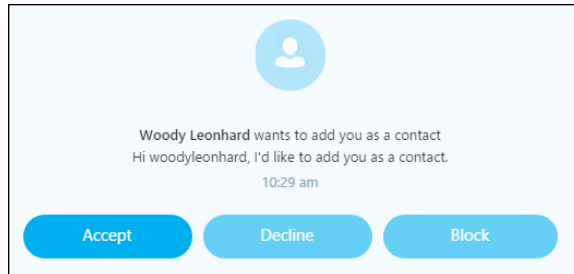 Woody Leonhard wants to add you as a contact
Hi woodyleonhard, I'd like to add you as a contact.
10:29 am
Accept Decline Block